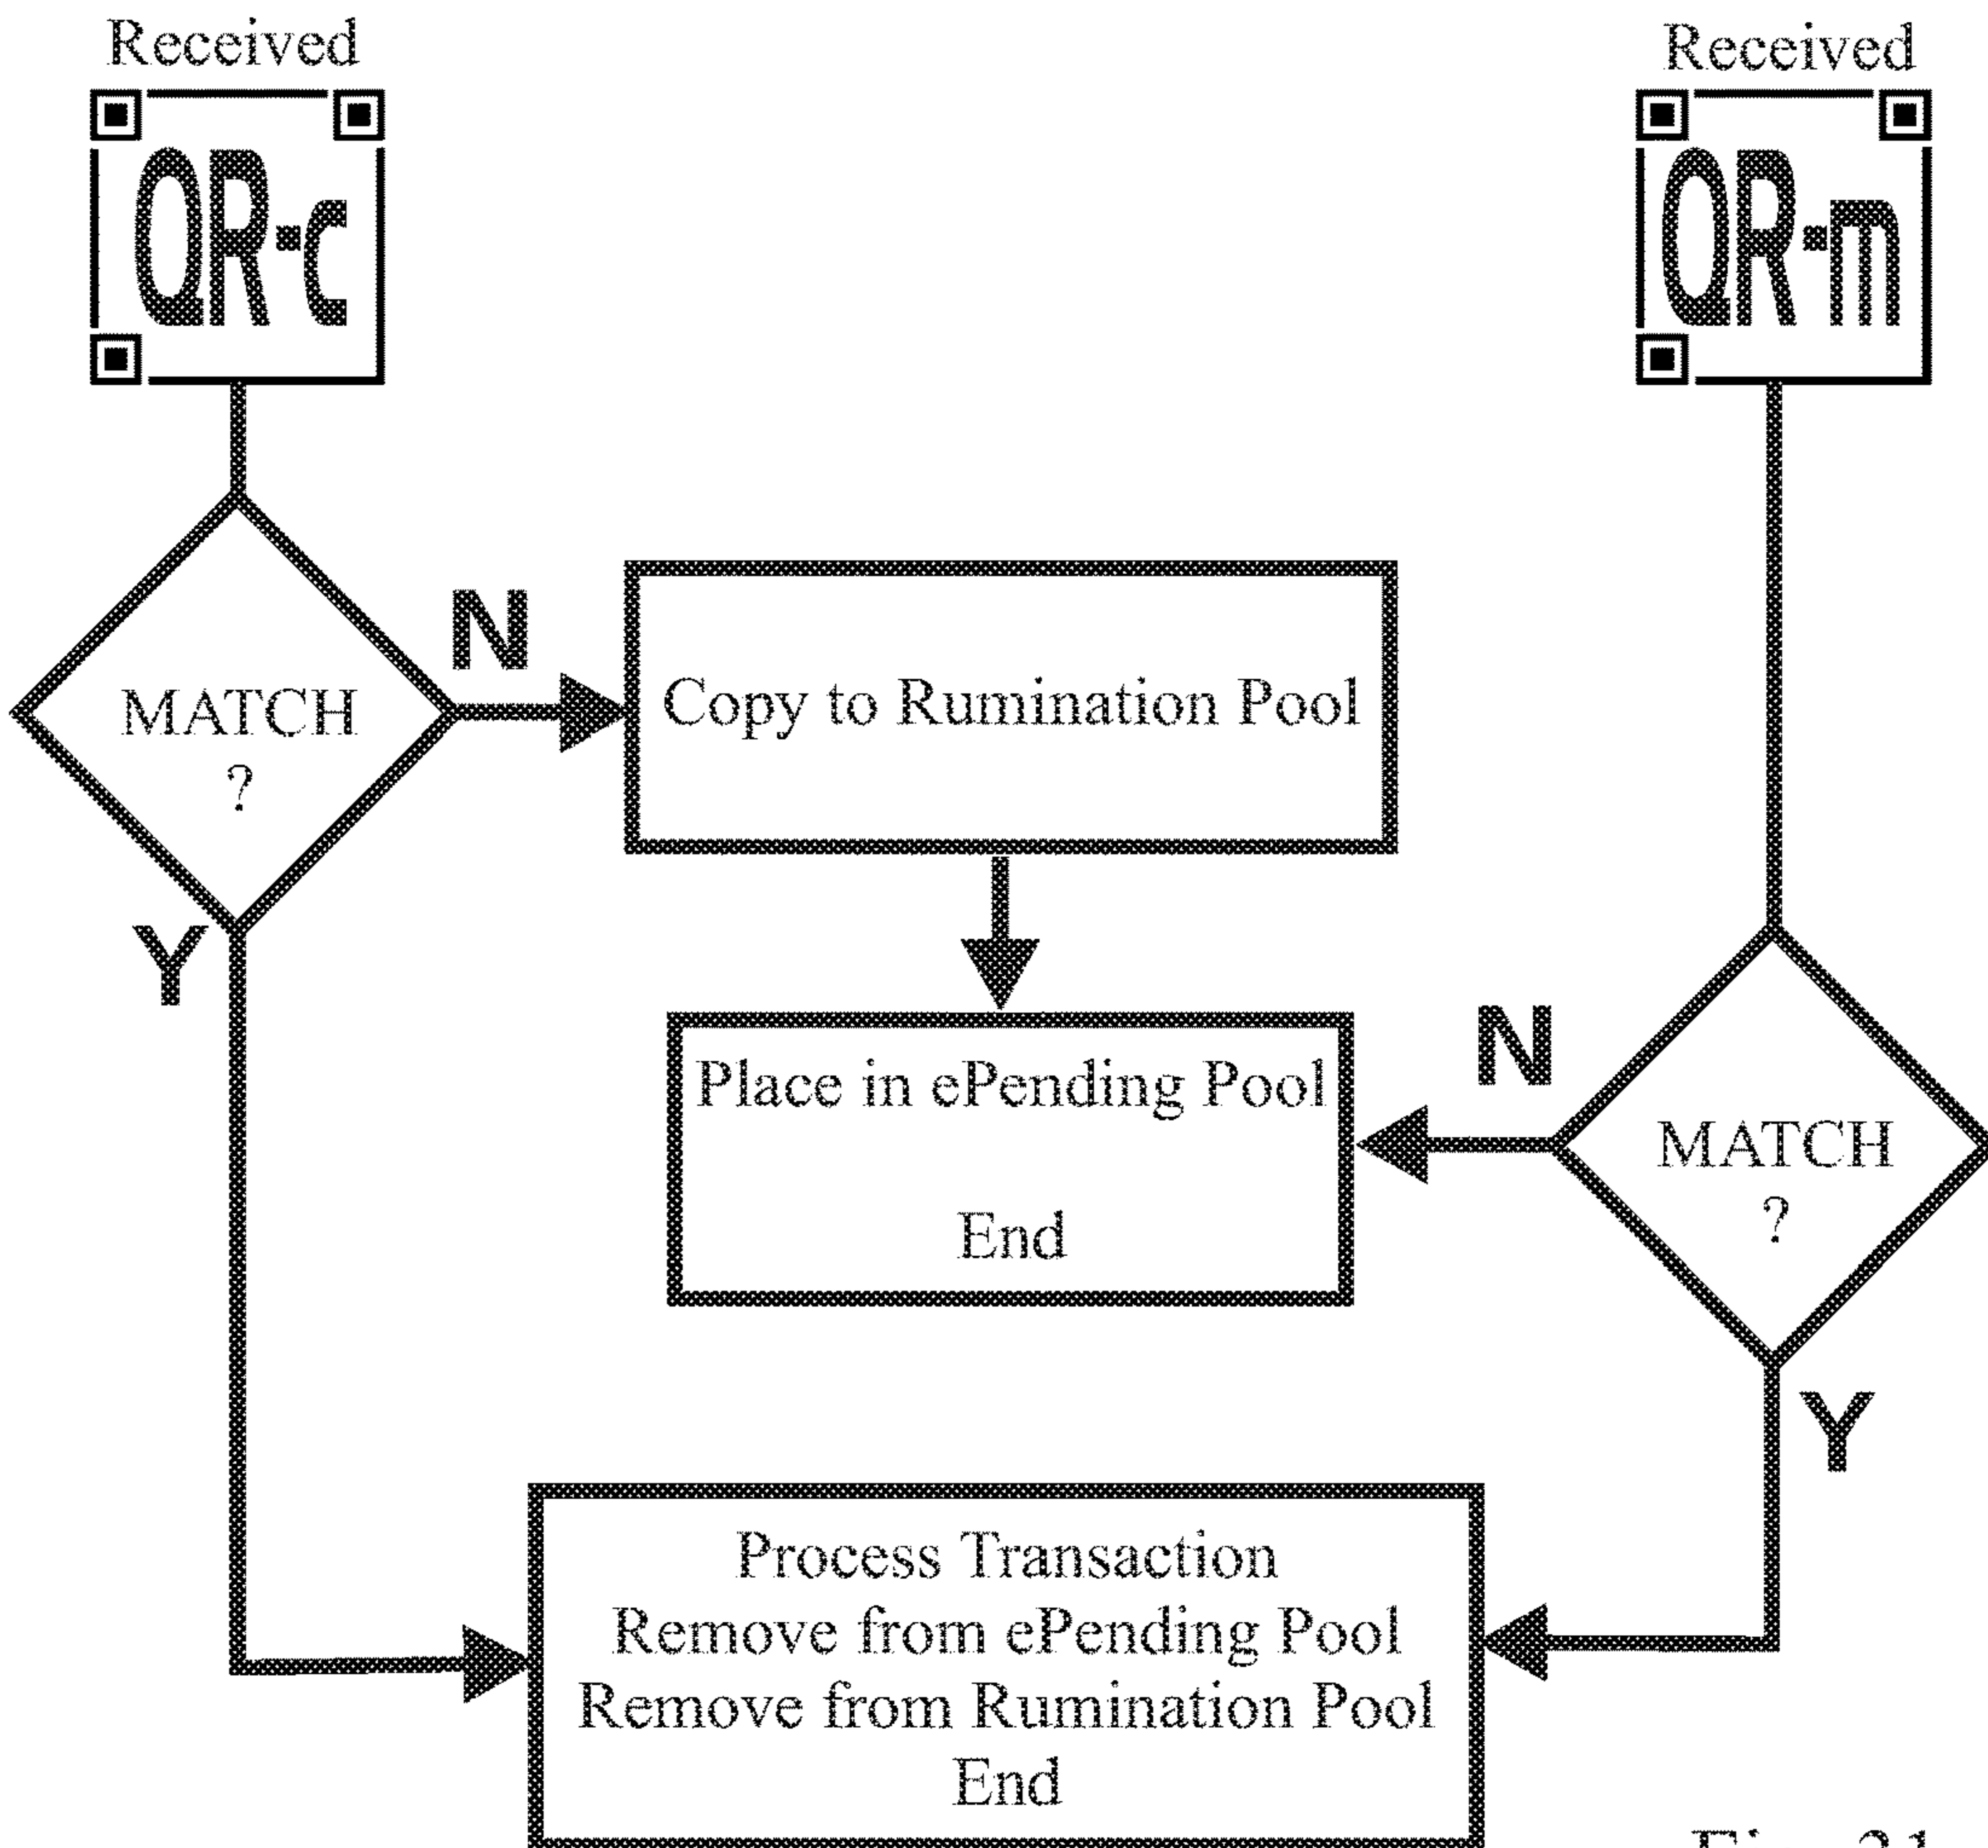 Received
Received
QR-c
QR-m
N
Copy to Rumination Pool
MATCH
?
Y
Place in ePending Pool
N
MATCH
?
End
Y
Process Transaction
Remove from ePending Pool
Remove from Rumination Pool
End